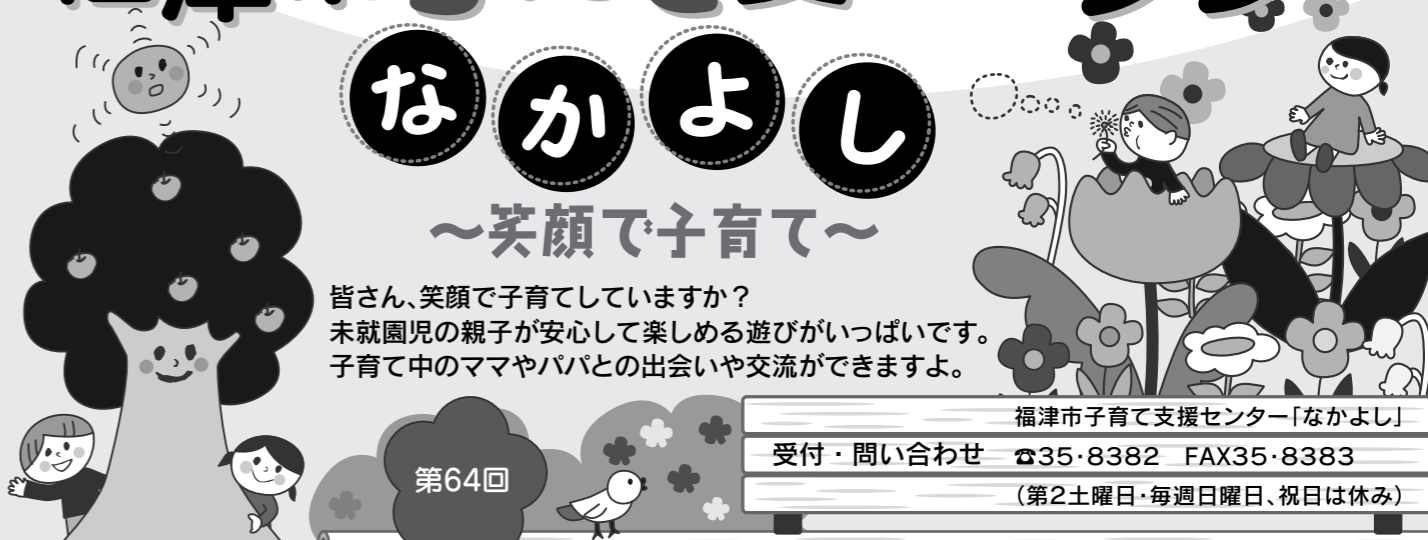 なかよし
～笑顔で子育て～
皆さん、笑顔で子育てしていますか？
未就園児の親子が安心して楽しめる遊びがいっぱいです。
子育て中のママやパパとの出会いや交流ができますよ。
第64回
福津市子育て支援センター「なかよし」
受付・問い合わせ ☎35・8382 FAX35・8383
（第2土曜日・毎週日曜日、祝日は休み）